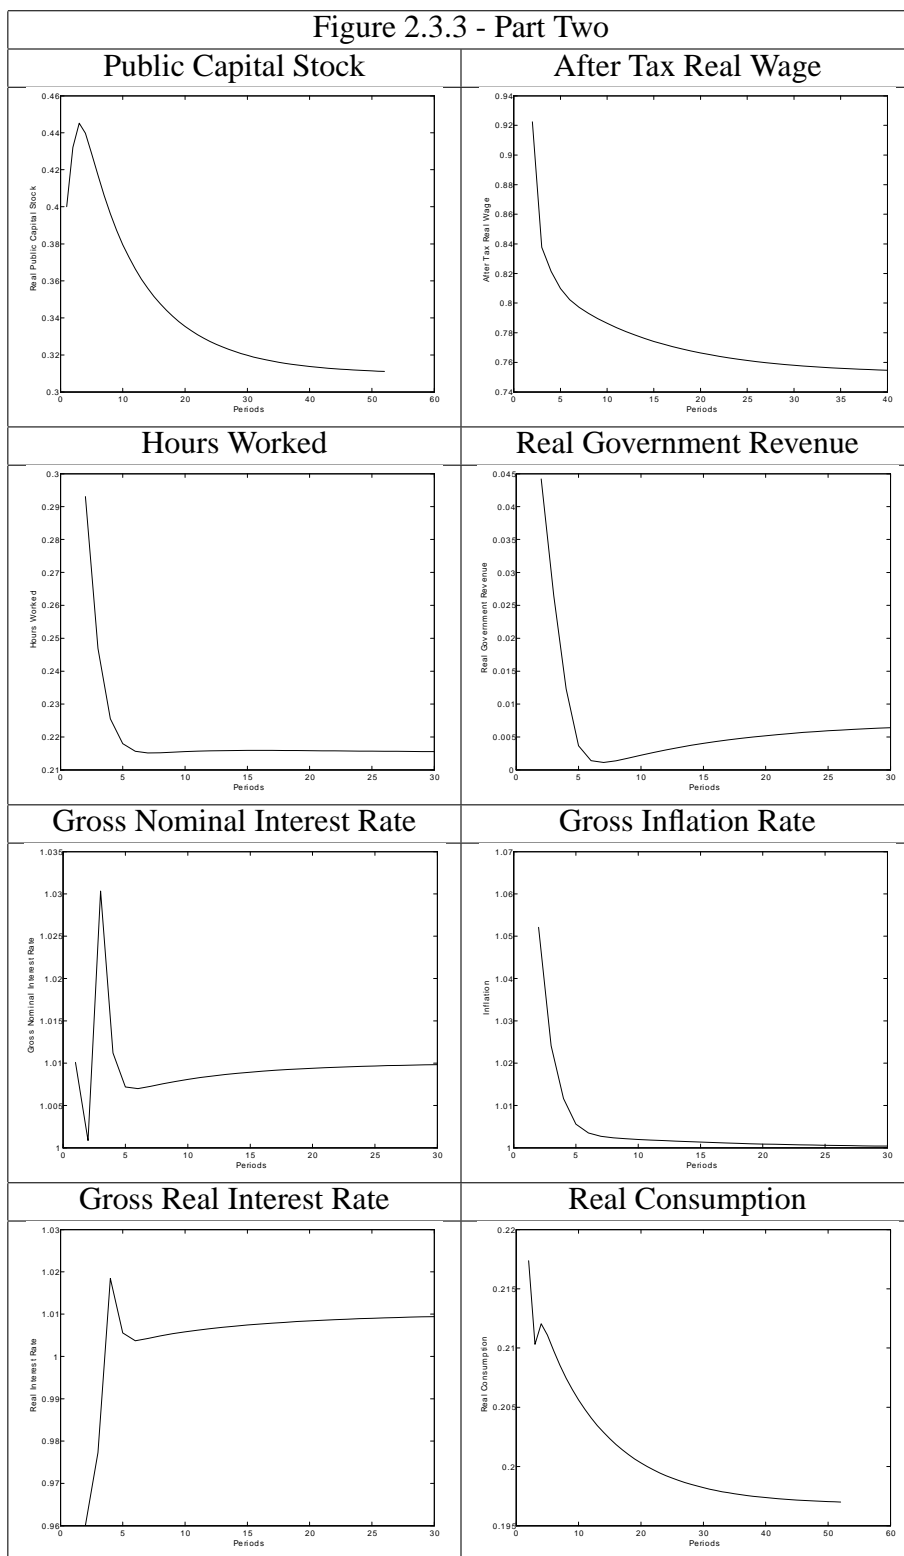 Figure 2.3.3 - Part Two
Public Capital Stock
After Tax Real Wage
0.46
0.44
0.42
0.4
0.38
0.36
0.34
0.32
0.3
Real Public Capital Stock
0 10 20 30 40 50 60
Periods
0.94
0.92
0.9
0.88
0.86
0.84
0.82
0.8
0.78
0.76
0.74
After Tax Real Wage
0 5 10 15 20 25 30 35 40
Periods
Hours Worked
Real Government Revenue
0.3
0.29
0.28
0.27
0.26
0.25
0.24
0.23
0.22
0.21
Hours Worked
0 5 10 15 20 25 30
Periods
0.045
0.04
0.035
0.03
0.025
0.02
0.015
0.01
0.005
0
Real Government Revenue
0 5 10 15 20 25 30
Periods
Gross Nominal Interest Rate
Gross Inflation Rate
1.035
1.03
1.025
1.02
1.015
1.01
1.005
1
Gross Nominal Interest Rate
0 5 10 15 20 25 30
Periods
1.07
1.06
1.05
1.04
1.03
1.02
1.01
1
Inflation
0 5 10 15 20 25 30
Periods
Gross Real Interest Rate
Real Consumption
1.03
1.02
1.01
1
0.99
0.98
0.97
0.96
Real Interest Rate
0 5 10 15 20 25 30
Periods
0.22
0.215
0.21
0.205
0.2
0.195
Real Consumption
0 10 20 30 40 50 60
Periods